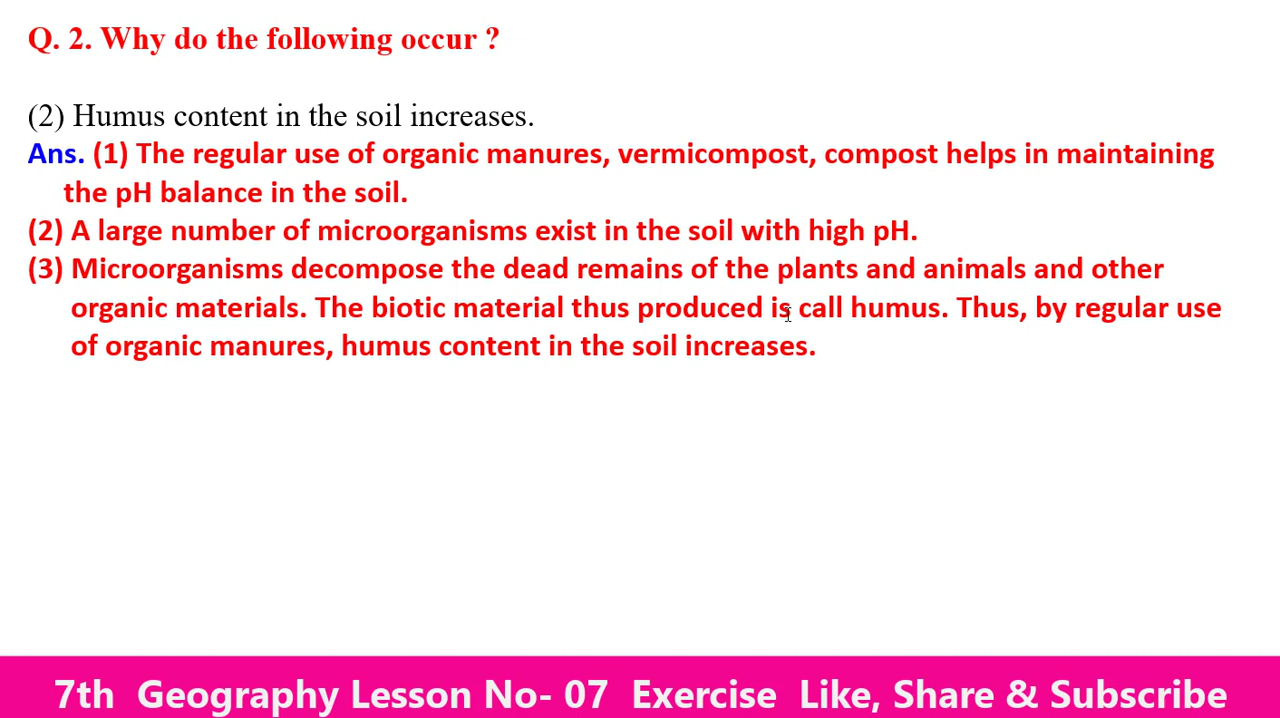 Q. 2. Why do the following occur ?
(2) Humus content in the soil increases.
Ans. (1) The regular use of organic manures, vermicompost, compost helps in maintaining
the pH balance in the soil.
(2) A large number of microorganisms exist in the soil with high pH.
(3) Microorganisms decompose the dead remains of the plants and animals and other
organic materials. The biotic material thus produced is call humus. Thus, by regular use
of organic manures, humus content in the soil increases.
7th Geography Lesson No- 07 Exercise Like, Share & Subscribe